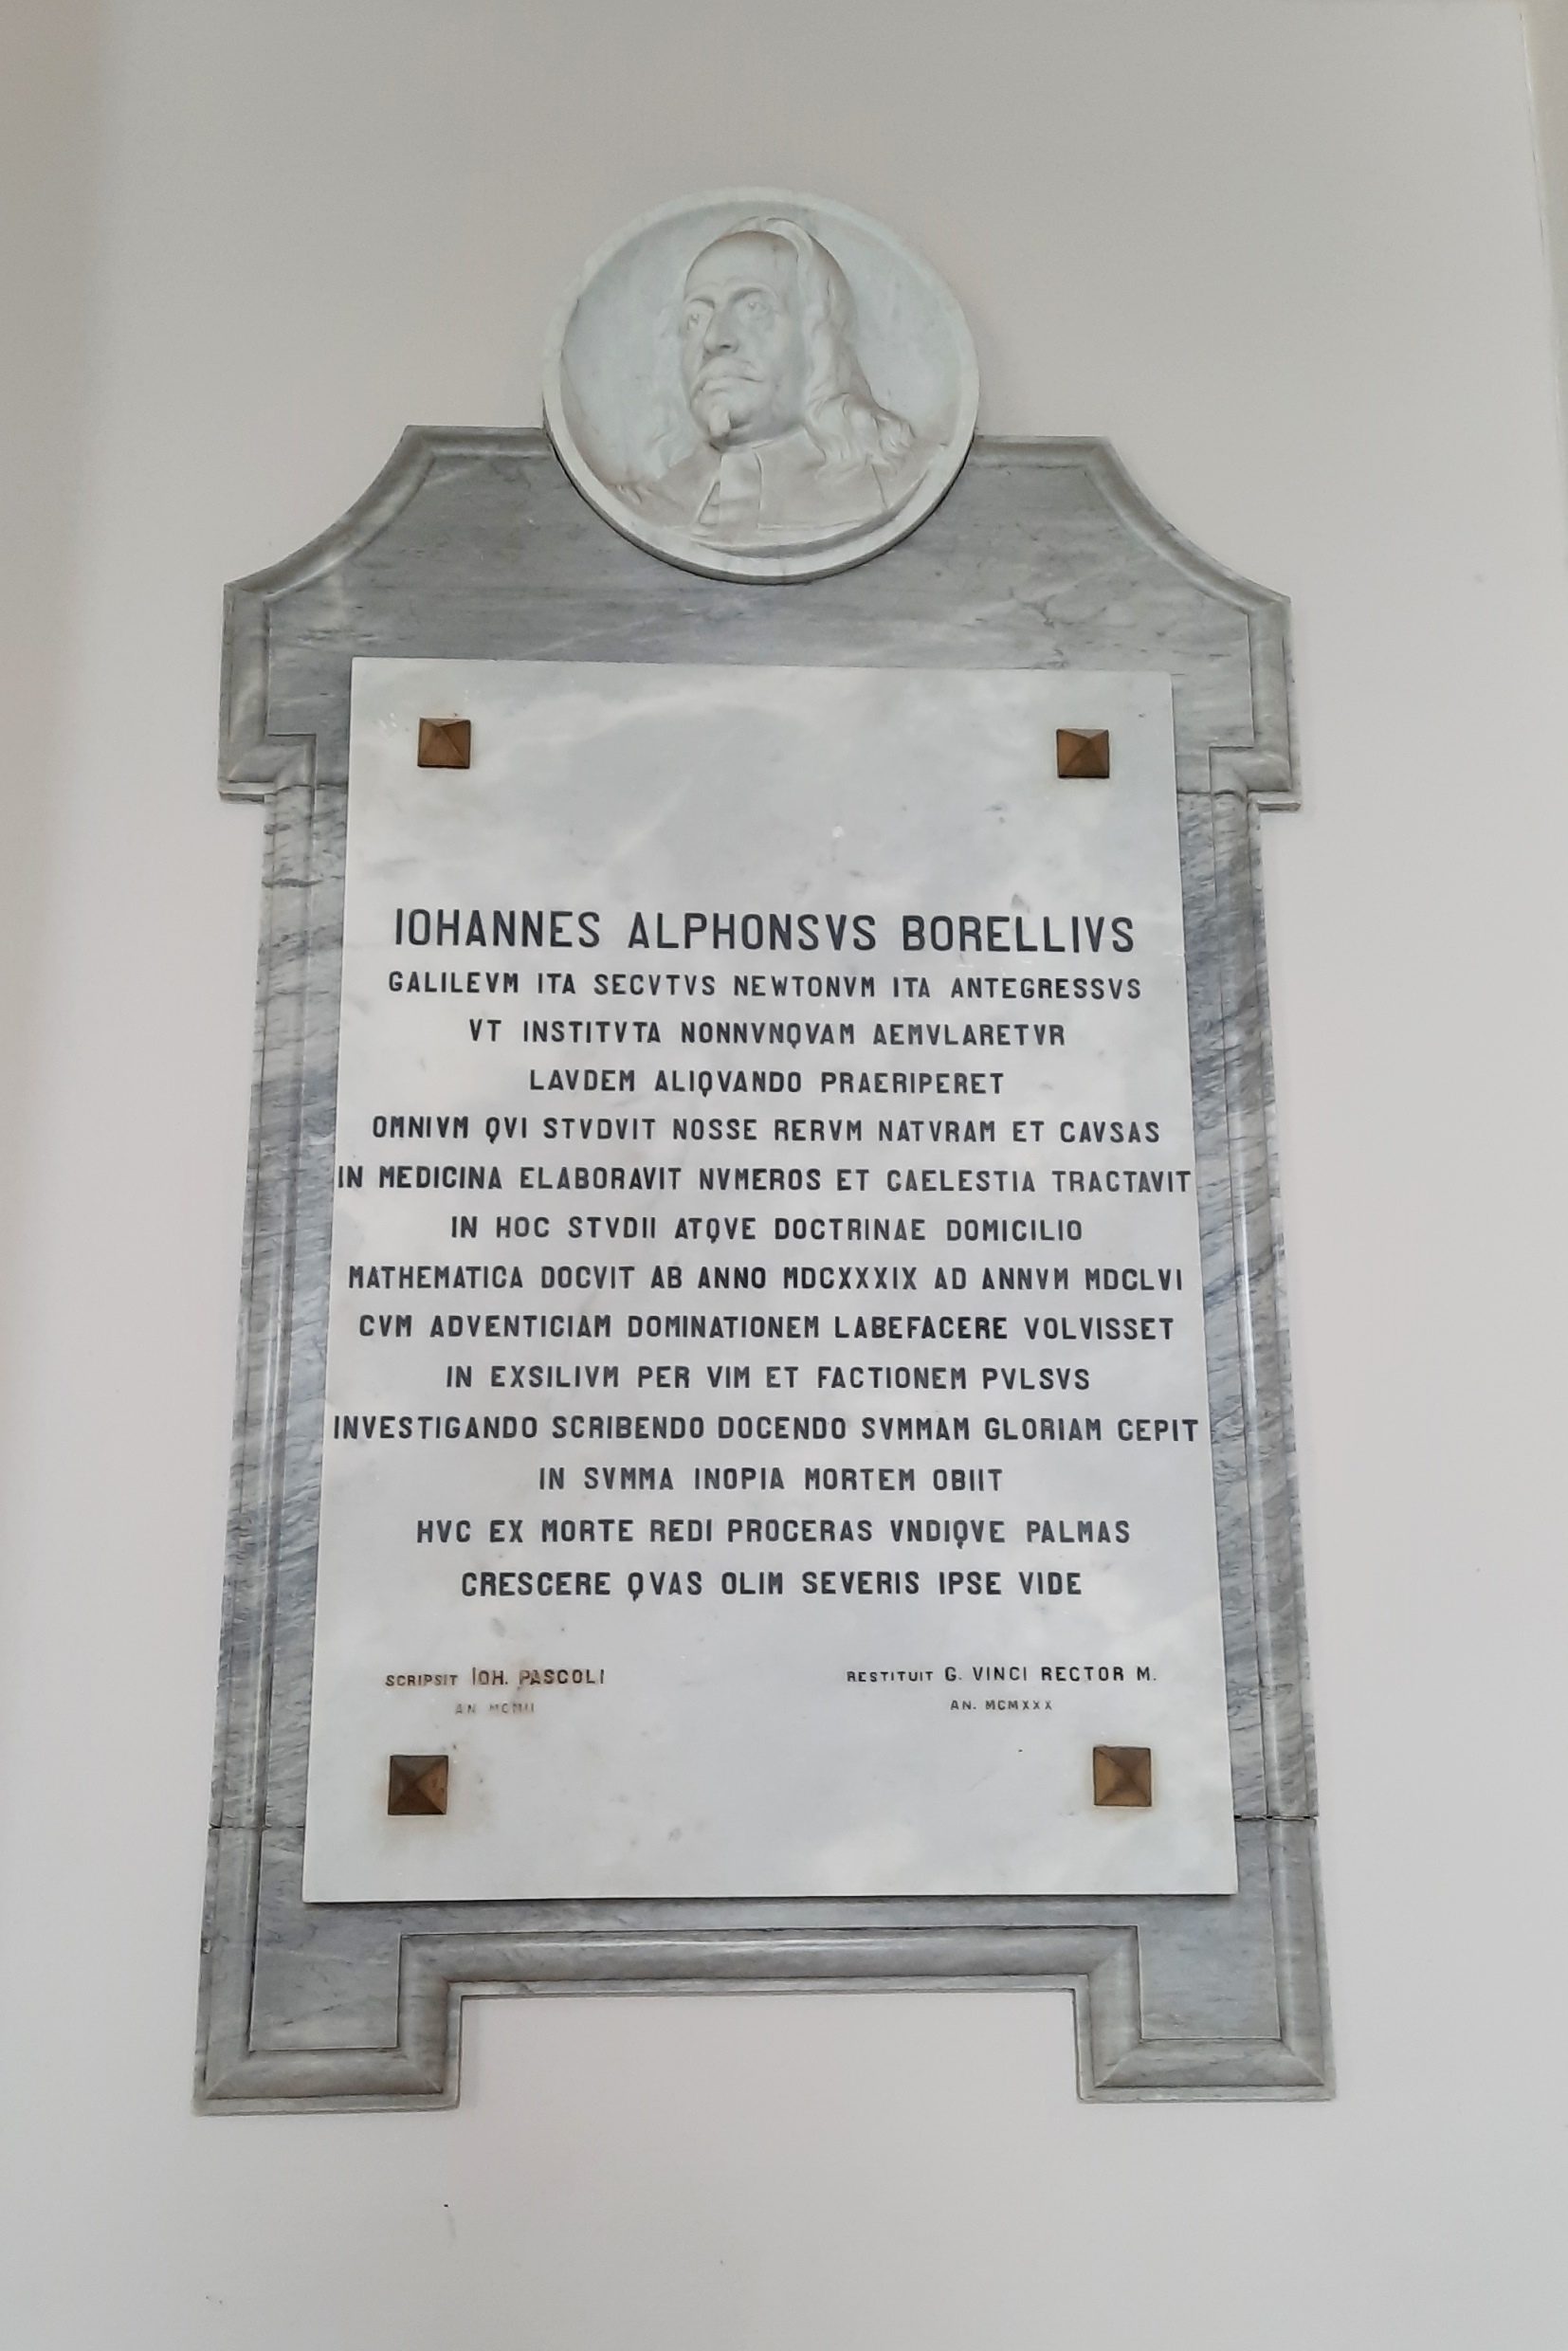 IOHANNES ALPHONSVS BORELLIVS
GALILEVM ITA SECVTVS NEWTONVM ITA ANTEGRESSVS
VT INSTITVTA NONNVNQVAM AEMVLARETVR
LAVDEM ALIQVANDO PRAERIPERET
OMNIVM QVI STVDVIT NOSSE RERVM NATVRAM ET CAVSAS
IN MEDICINA ELABORAVIT NVMEROS ET CAELESTIA TRACTAVIT
IN HOC STVDII ATQVE DOCTRINAE DOMICILIO
MATHEMATICA DOCVIT AB ANNO MDCXXXIX AD ANNVM MDCLVI
CVM ADVENTICIAM DOMINATIONEM LABEFACERE VOLVISSET
IN EXSILIVM PER VIM ET FACTIONEM PVLSVS
INVESTIGANDO SCRIBENDO DOCENDO SVMMAM GLORIAM CEPIT
IN SVMMA INOPIA MORTEM OBIIT
HVC EX MORTE REDI PROCERAS VNDIQVE PALMAS
CRESCERE QVAS OLIM SEVERIS IPSE VIDE
SCRIPSIT IOH. PASCOLI
AN MCMII
RESTITUIT G. VINCI RECTOR M.
AN. MCMXXX